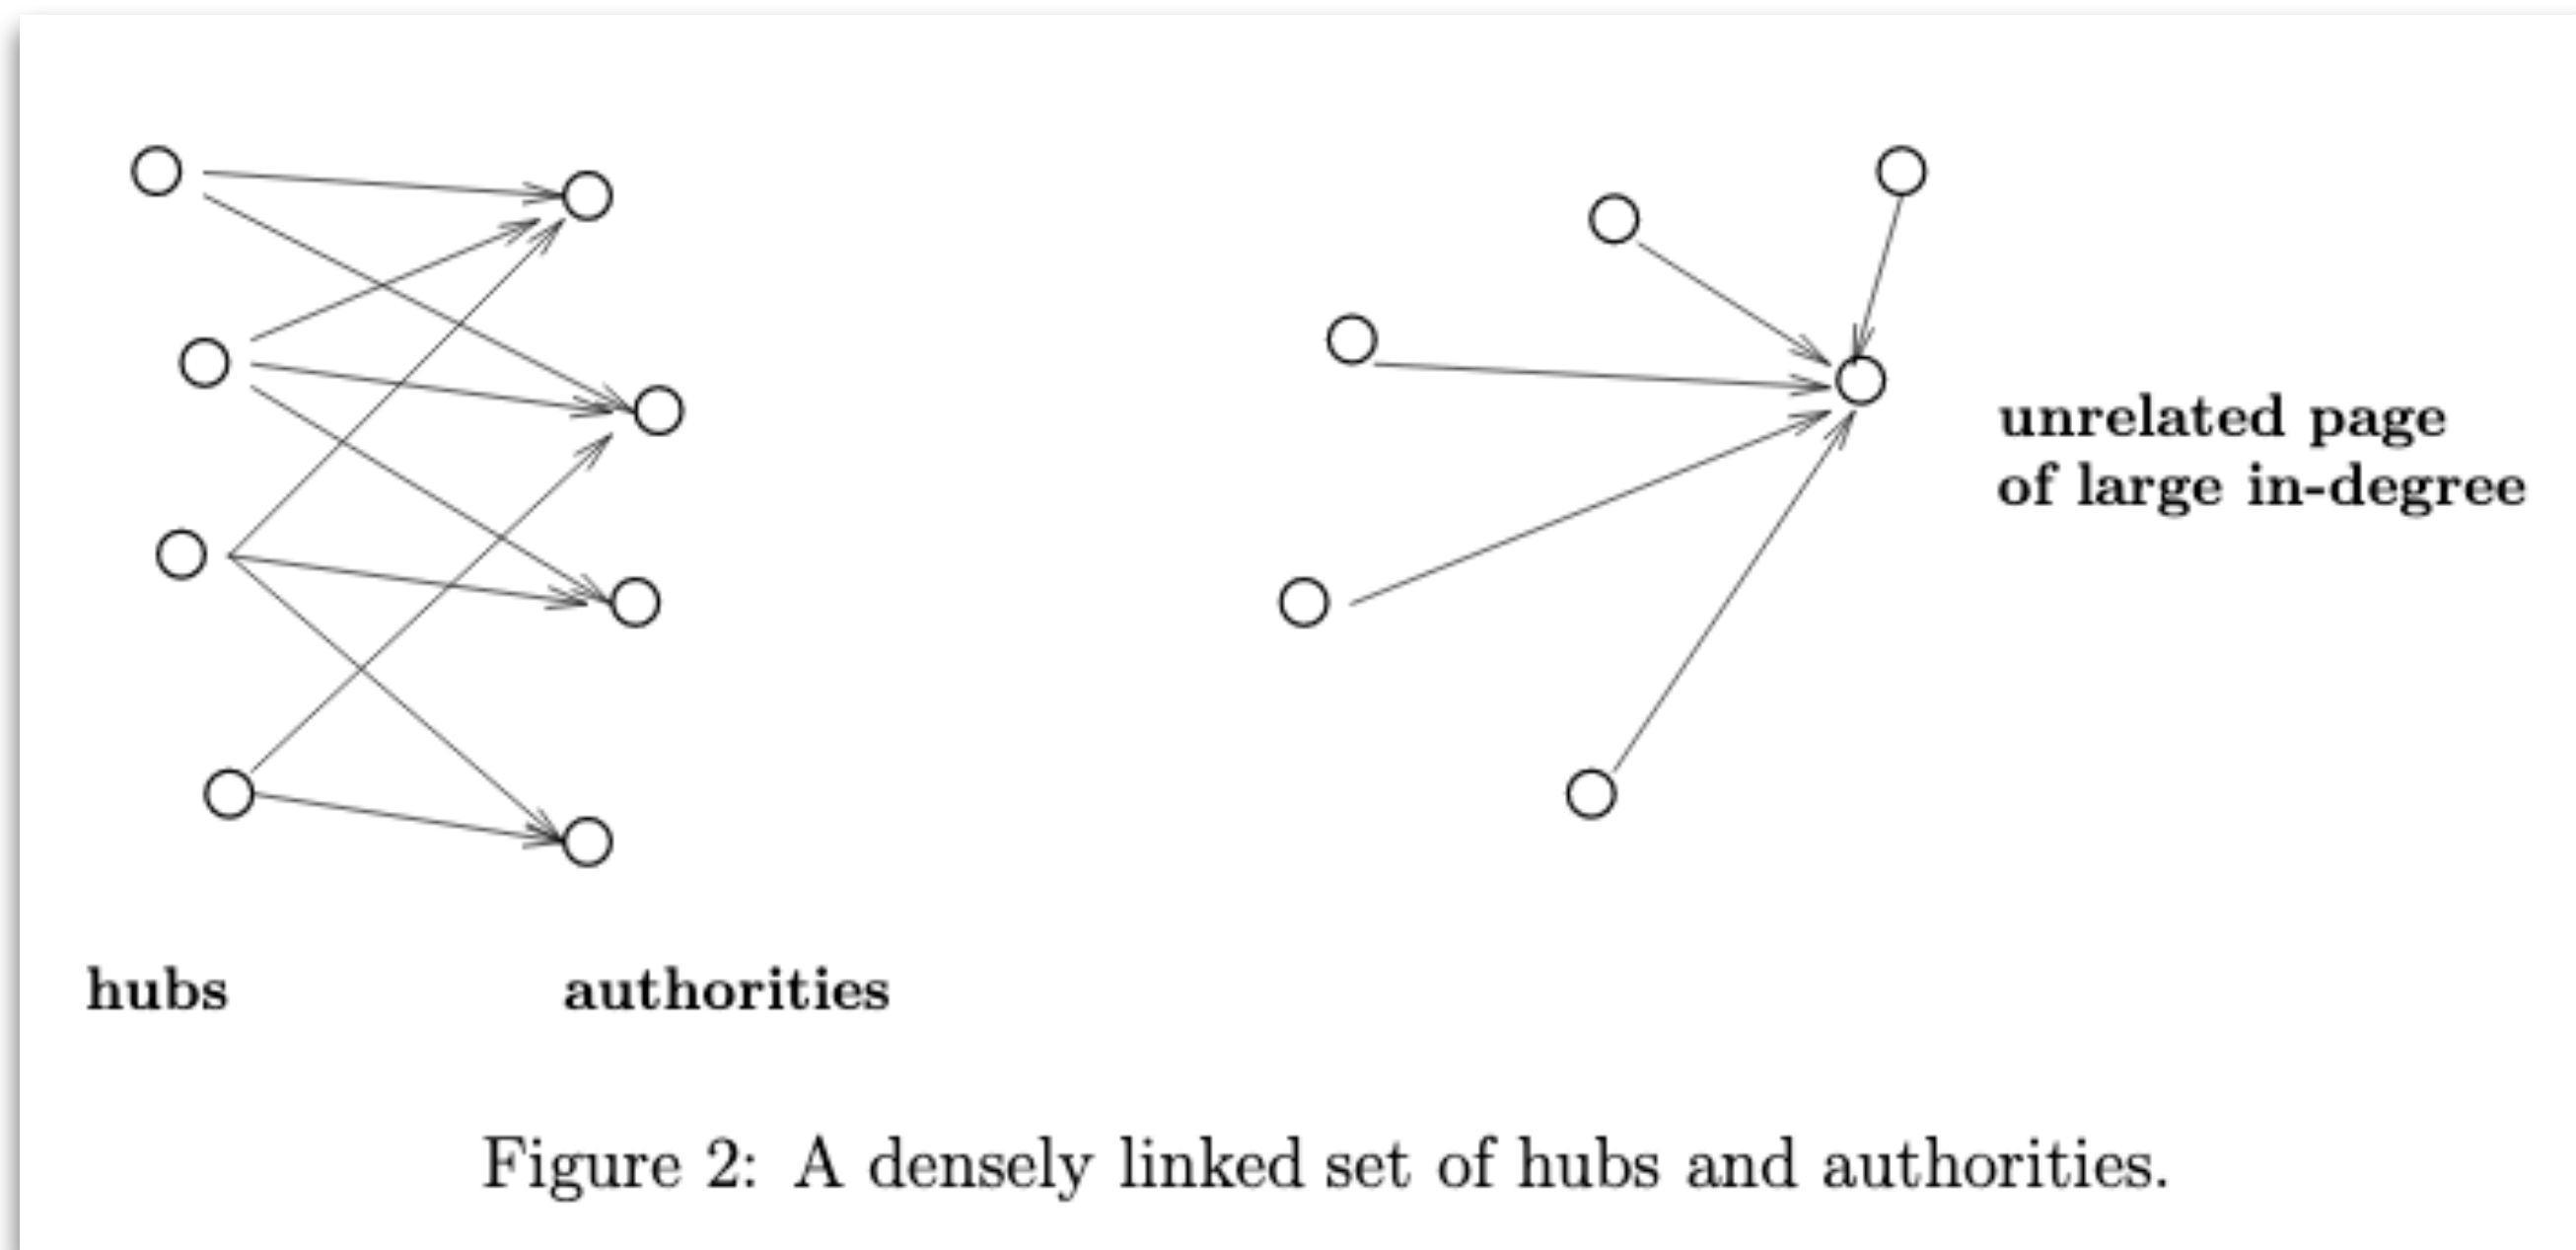 unrelated page
of large in-degree
hubs
authorities
Figure 2: A densely linked set of hubs and authorities.